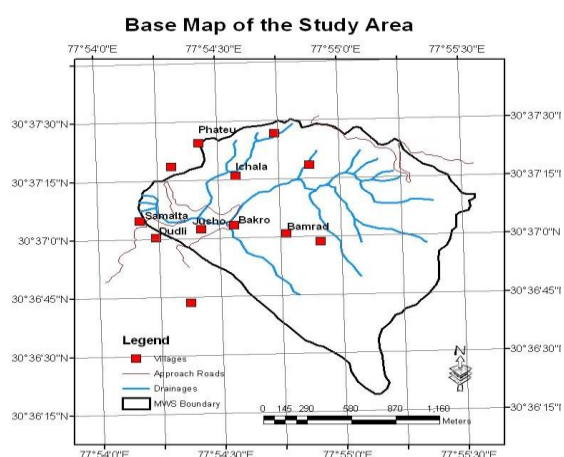 Base Map of the Study Area
77°54'0"E 77°54'30"E 77°55'0"E 77°55'30"E
30°37'30"N 30°37'30"N
Phateu
30°37'15"N Ichala 30°37'15"N
Samalta Jusho Bakro
Dudli Bamrad
30°37'0"N 30°37'0"N
30°36'45"N 30°36'45"N
Legend
Villages
30°36'30"N Approach Roads 30°36'30"N
Drainages
MWS Boundary
N
30°36'15"N 0 145 290 580 870 1,160 30°36'15"N
Meters
77°54'0"E 77°54'30"E 77°55'0"E 77°55'30"E